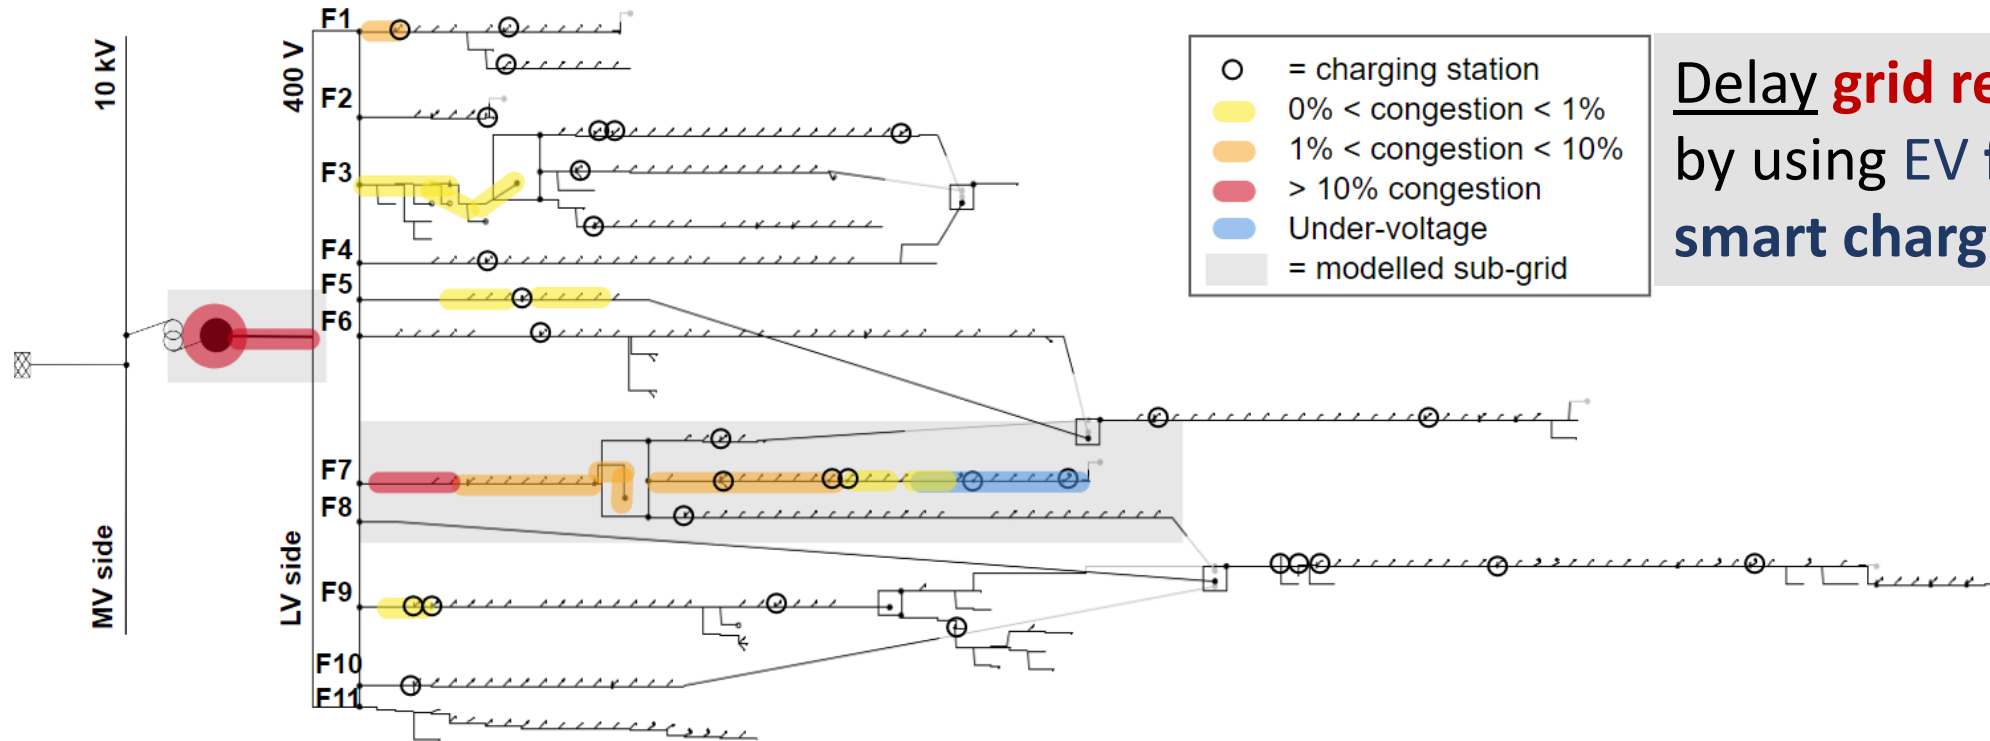 10 kV
MV side
400 V
LV side
F1
F2
F3
F4
F5
F6
F7
F8
F9
F10
F11
= charging station
0% < congestion < 1%
1% < congestion < 10%
> 10% congestion
Under-voltage
= modelled sub-grid
Delay grid re
by using EV f
smart charg